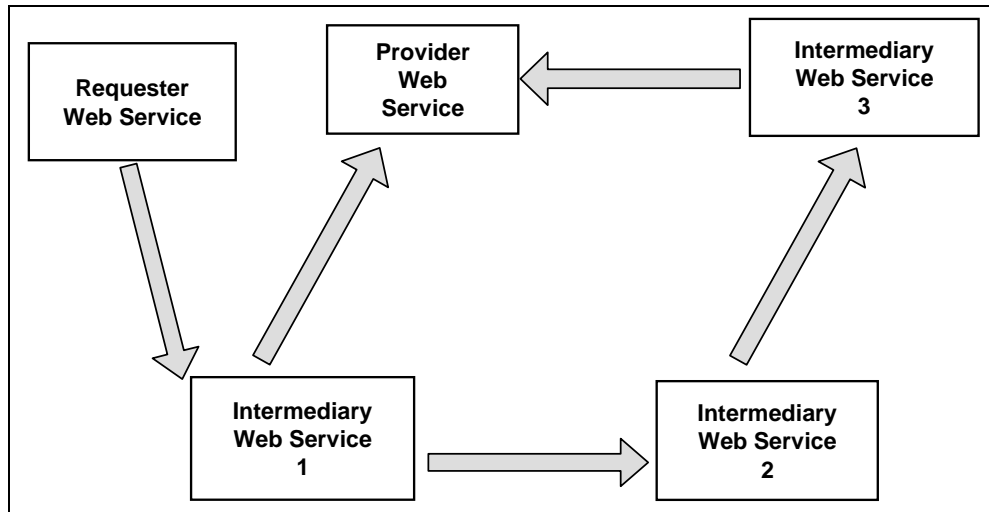 Requester
Web Service
Provider
Web
Service
Intermediary
Web Service
3
Intermediary
Web Service
1
Intermediary
Web Service
2